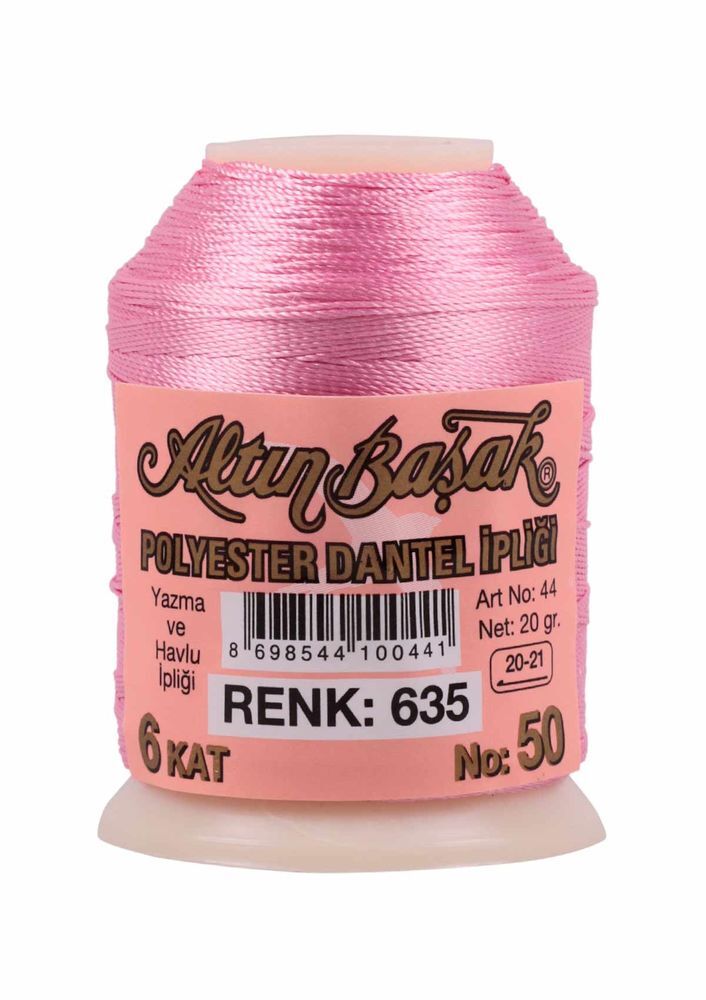 Altın Başak ®
POLYESTER DANTEL İPLİĞİ
Yazma
ve
Havlu
İpliği
8 698544 100441
Art No: 44
Net: 20 gr.
20-21
RENK: 635
6 KAT
No: 50